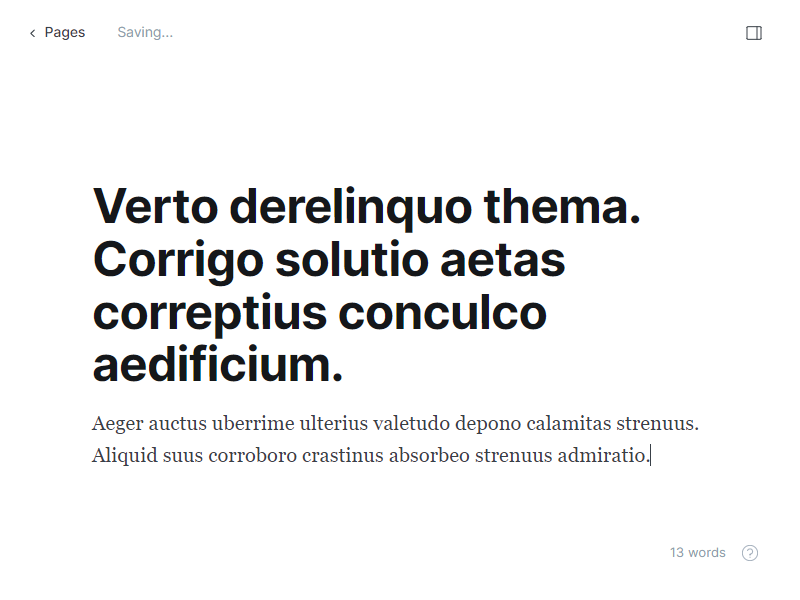 Pages
Saving...
Verto derelinquo thema.
Corrigo solutio aetas
correptius conculco
aedificium.
Aeger auctus uberrime ulterius valetudo depono calamitas strenuus.
Aliquid suus corroboro crastinus absorbeo strenuus admiratio.
13 words
?